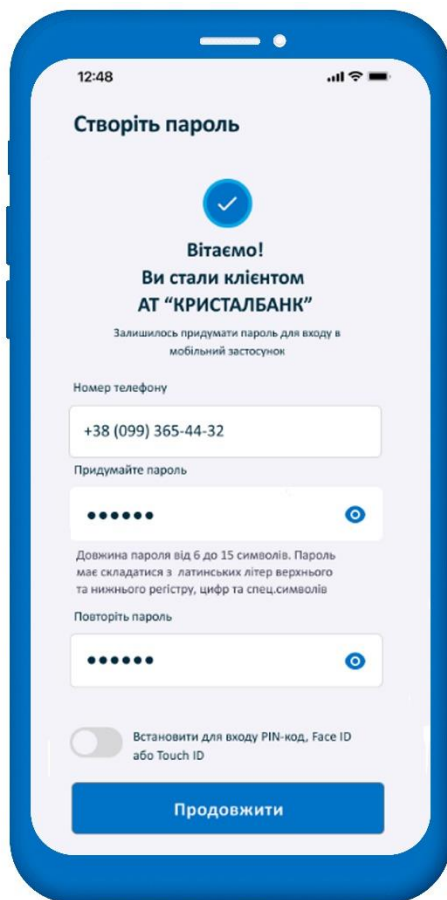 12:48
Створіть пароль
Вітаємо!
Ви стали клієнтом
АТ “КРИСТАЛБАНК”
Залишилось придумати пароль для входу в
мобільний застосунок
Номер телефону
+38 (099) 365-44-32
Придумайте пароль
••••••
Довжина пароля від 6 до 15 символів. Пароль
має складатися з латинських літер верхнього
та нижнього регістру, цифр та спец.символів
Повторіть пароль
••••••
Встановити для входу PIN-код, Face ID
або Touch ID
Продовжити